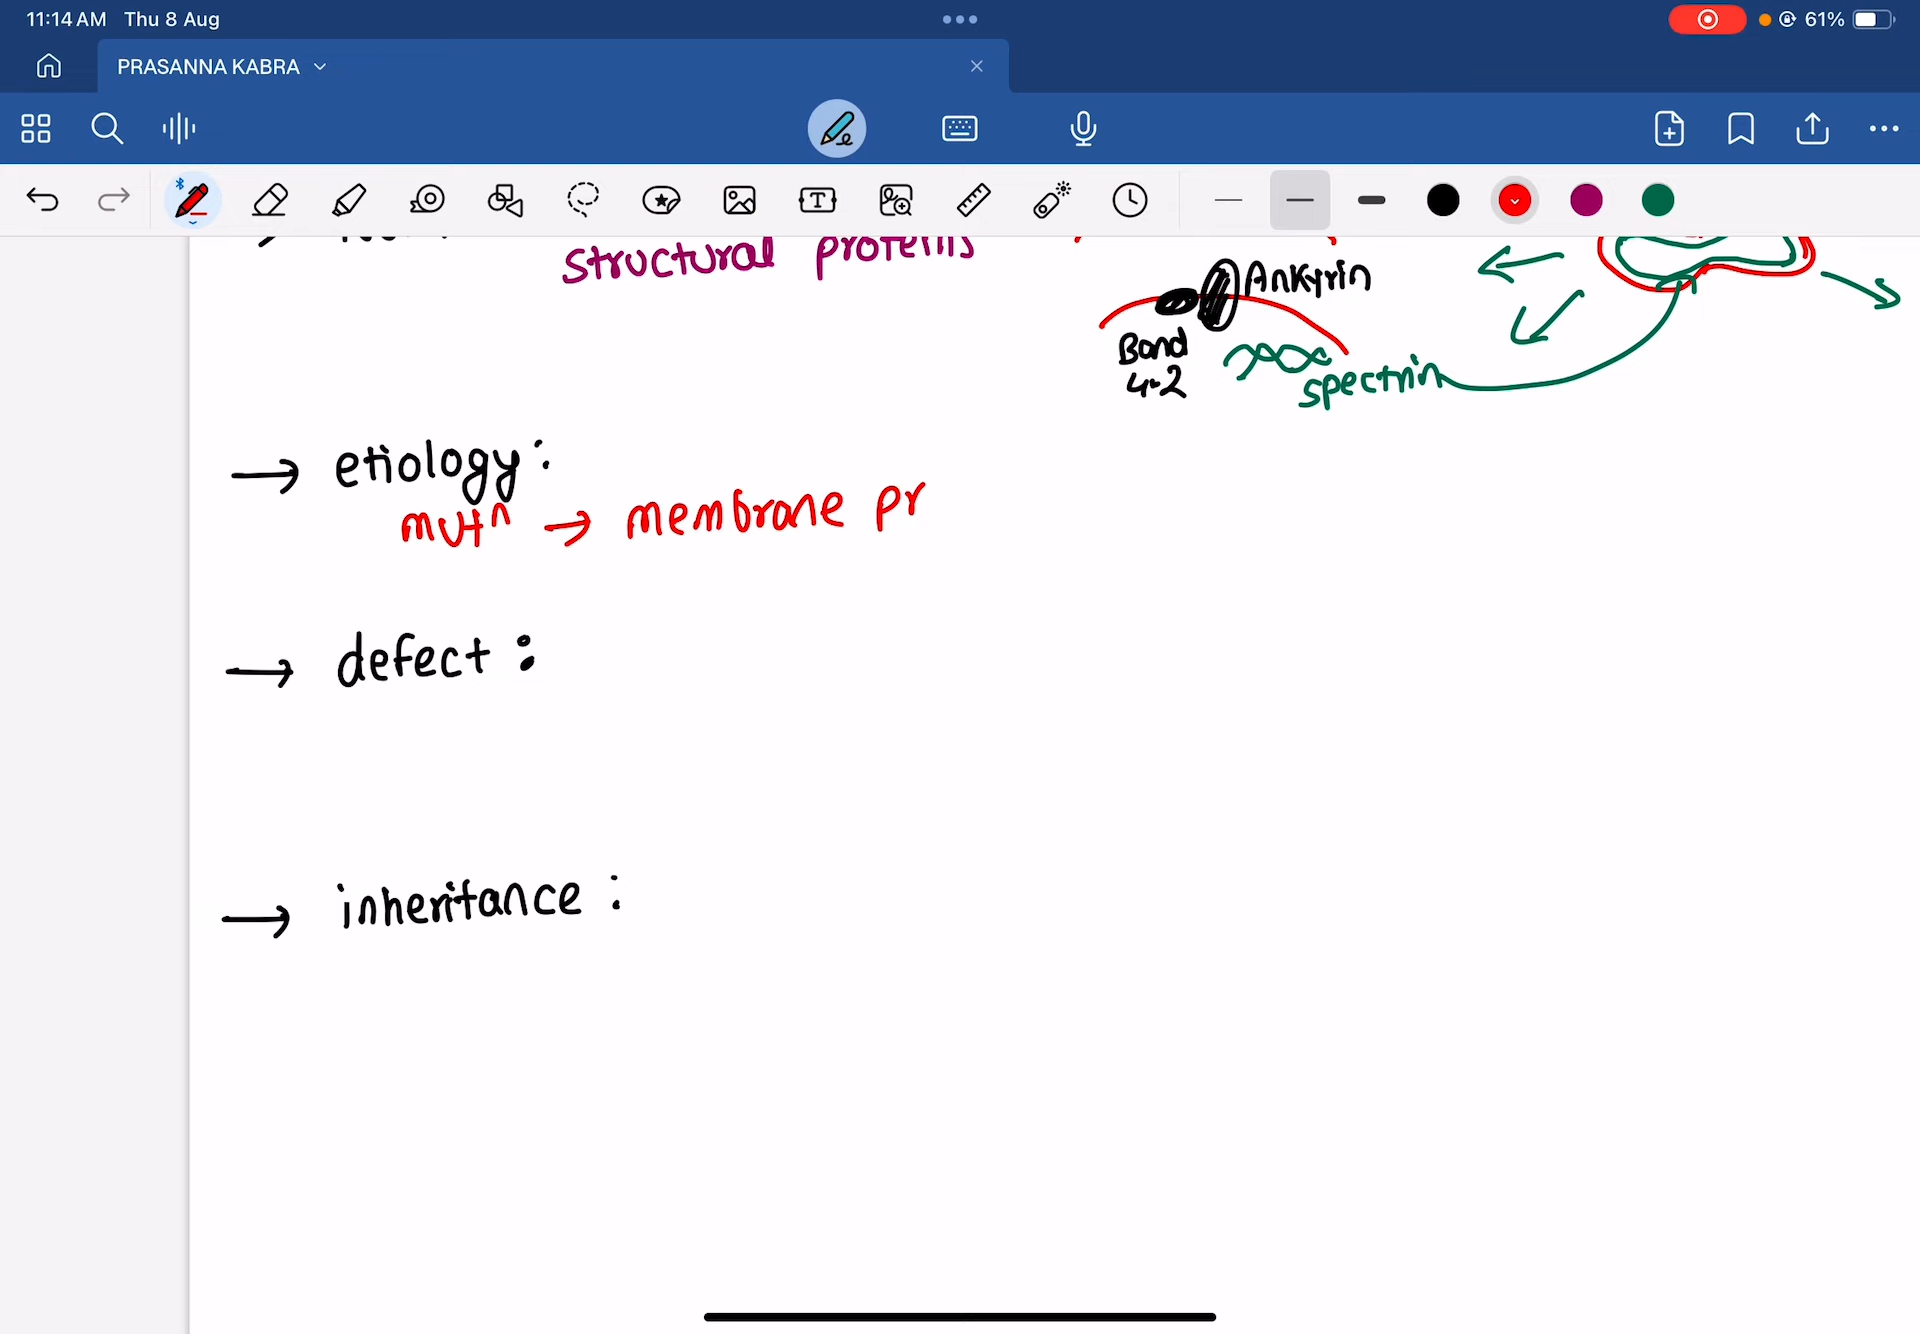 11:14 AM Thu 8 Aug
61%
PRASANNA KABRA
structural proteins
Ankyrin
Band
4.2
spectrin
→ etiology:
mutⁿ → membrane pr
→ defect :
→ inheritance :